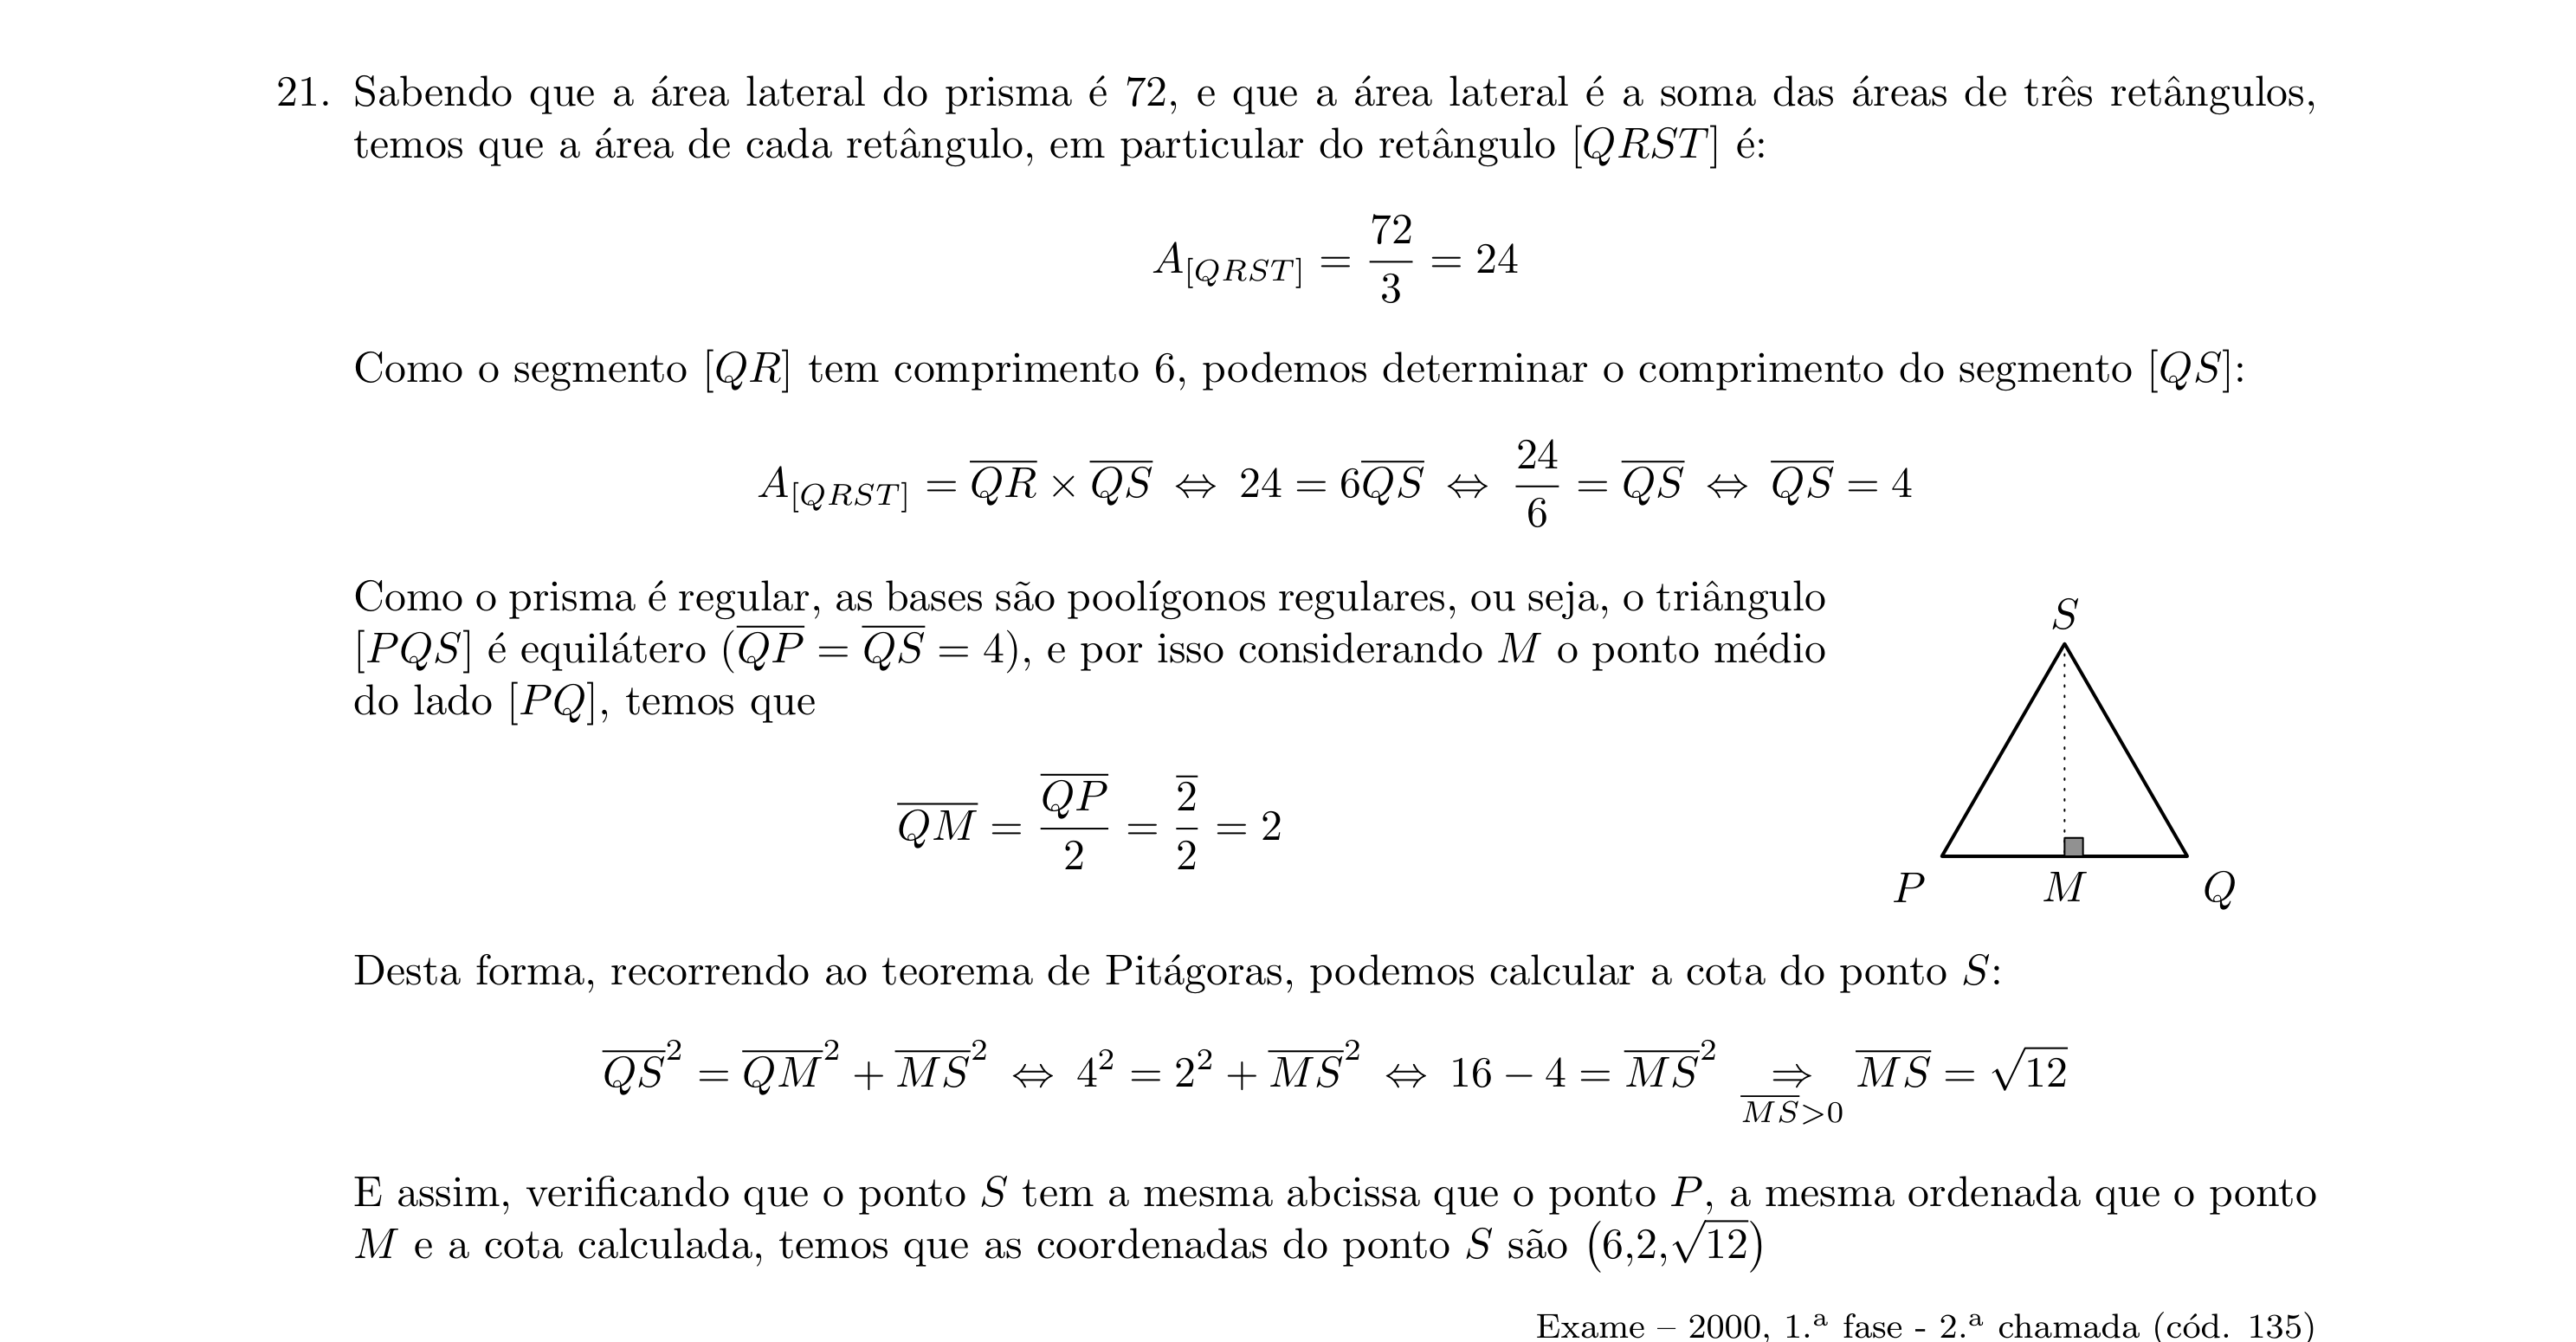 21. Sabendo que a área lateral do prisma é 72, e que a área lateral é a soma das áreas de três retângulos,
temos que a área de cada retângulo, em particular do retângulo [QRST] é:
A_{[QRST]} = \frac{72}{3} = 24
Como o segmento [QR] tem comprimento 6, podemos determinar o comprimento do segmento [QS]:
A_{[QRST]} = \overline{QR} × \overline{QS} ⇔ 24 = 6\overline{QS} ⇔ \frac{24}{6} = \overline{QS} ⇔ \overline{QS} = 4
Como o prisma é regular, as bases são poolígonos regulares, ou seja, o triângulo
[PQS] é equilátero (\overline{QP} = \overline{QS} = 4), e por isso considerando M o ponto médio
do lado [PQ], temos que
\overline{QM} = \frac{\overline{QP}}{2} = \frac{\overline{2}}{2} = 2
S
P M Q
Desta forma, recorrendo ao teorema de Pitágoras, podemos calcular a cota do ponto S:
\overline{QS}^2 = \overline{QM}^2 + \overline{MS}^2 ⇔ 4^2 = 2^2 + \overline{MS}^2 ⇔ 16 − 4 = \overline{MS}^2 \underset{\overline{MS}>0}{⇒} \overline{MS} = \sqrt{12}
E assim, verificando que o ponto S tem a mesma abcissa que o ponto P, a mesma ordenada que o ponto
M e a cota calculada, temos que as coordenadas do ponto S são (6,2,\sqrt{12})
Exame – 2000, 1.ª fase - 2.ª chamada (cód. 135)